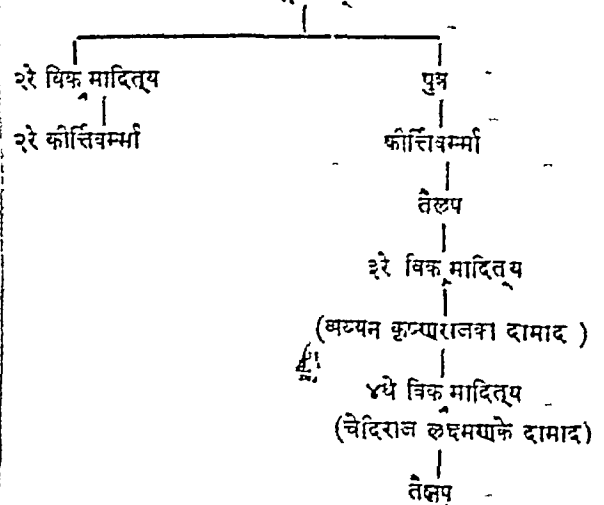 २रे विक्रमादित्य पुत्र
२रे कीर्त्तिवर्म्मा कीर्त्तिवर्म्मा
तैलप
३रे विक्रमादित्य
(अय्यन कृष्णराजका दामाद )
४थे विक्रमादित्य
(चेदिराज लक्ष्मणके दामाद)
तैलप